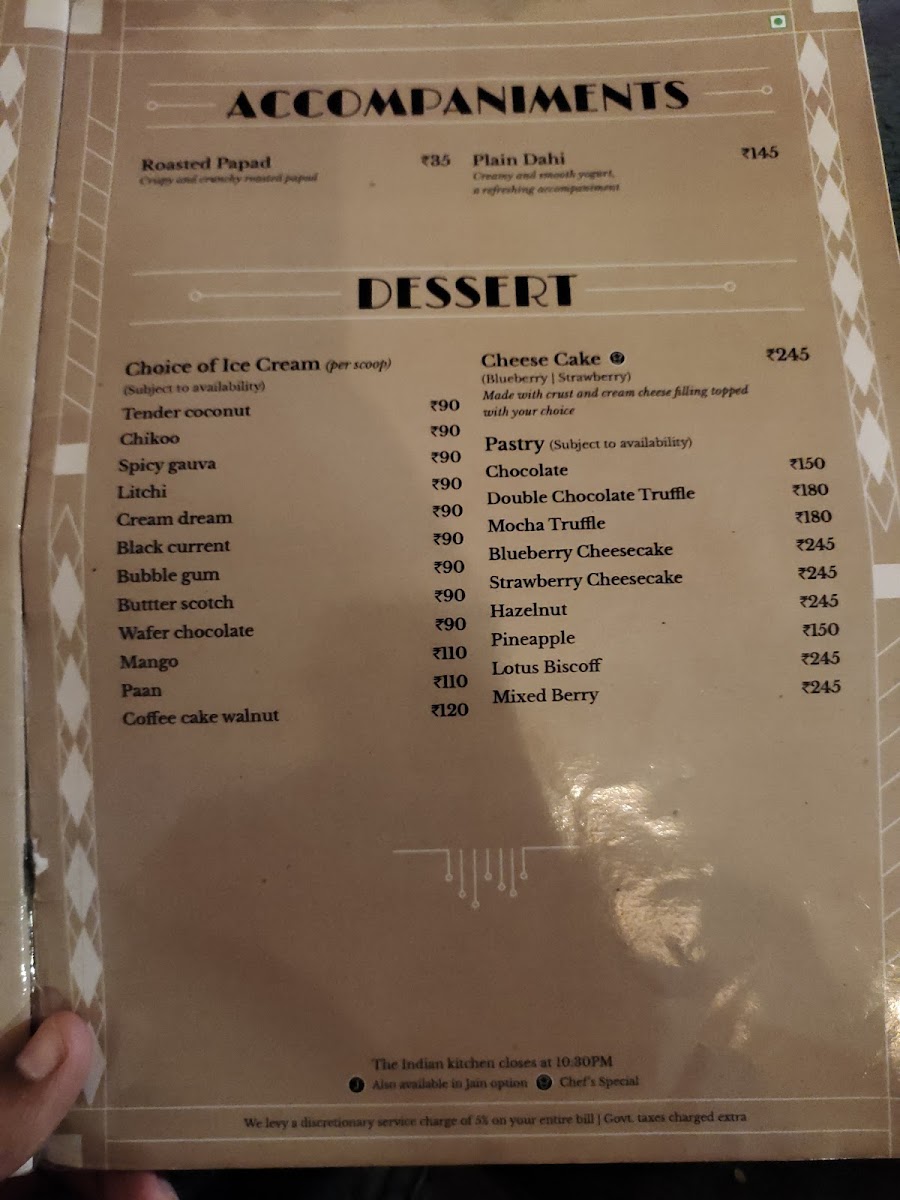 ACCOMPANIMENTS
Roasted Papad ₹35
Crispy and crunchy roasted papad
Plain Dahi ₹145
Creamy and smooth yogurt,
a refreshing accompaniment
DESSERT
Choice of Ice Cream (per scoop)
(Subject to availability)
Tender coconut ₹90
Chikoo ₹90
Spicy gauva ₹90
Litchi ₹90
Cream dream ₹90
Black current ₹90
Bubble gum ₹90
Buttter scotch ₹90
Wafer chocolate ₹90
Mango ₹110
Paan ₹110
Coffee cake walnut ₹120
Cheese Cake ₹245
(Blueberry | Strawberry)
Made with crust and cream cheese filling topped
with your choice
Pastry (Subject to availability)
Chocolate ₹150
Double Chocolate Truffle ₹180
Mocha Truffle ₹180
Blueberry Cheesecake ₹245
Strawberry Cheesecake ₹245
Hazelnut ₹245
Pineapple ₹150
Lotus Biscoff ₹245
Mixed Berry ₹245
The Indian kitchen closes at 10:30PM
J Also available in Jain option Chef's Special
We levy a discretionary service charge of 5% on your entire bill | Govt. taxes charged extra